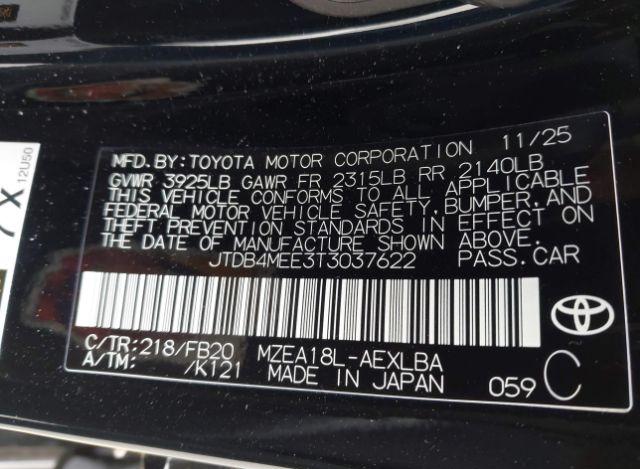 MFD.BY: TOYOTA MOTOR CORPORATION 11/25
GVWR 3925LB GAWR FR 2315LB RR 2140LB
THIS VEHICLE CONFORMS TO ALL APPLICABLE
FEDERAL MOTOR VEHICLE SAFETY, BUMPER, AND
THEFT PREVENTION STANDARDS IN EFFECT ON
THE DATE OF MANUFACTURE SHOWN ABOVE.
JTDB4MEE3T3037622 PASS.CAR
C/TR:218/FB20 MZEA18L-AEXLBA
A/TM: /K121 MADE IN JAPAN 059 C
7X
12U50